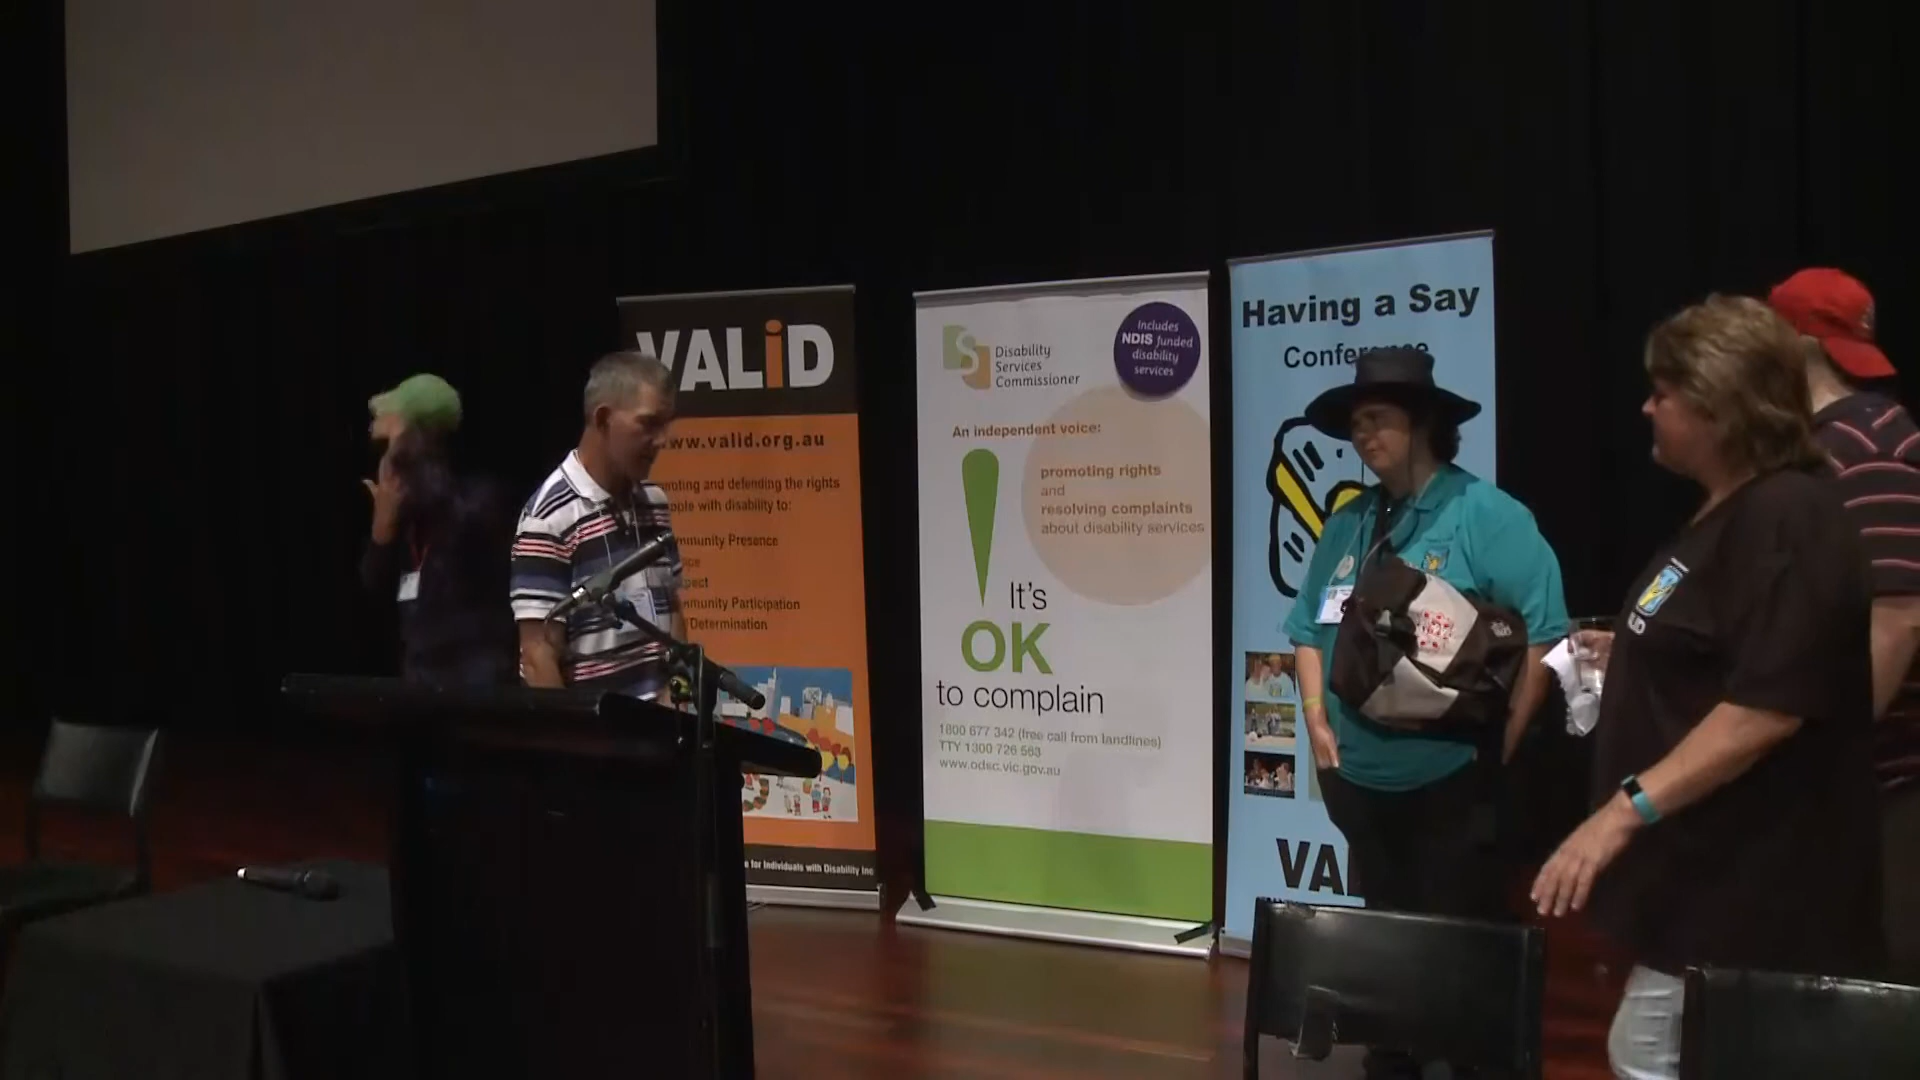 VALiD
www.valid.org.au
and defending the rights
with disability to:
Community Presence
Community Participation
Determination
for Individuals with Disability Inc
Disability
Services
Commissioner
Includes
NDIS funded
disability
services
An independent voice:
promoting rights
and
resolving complaints
about disability services
It's
OK
to complain
1800 677 342 (free call from landlines)
TTY 1300 726 563
www.odsc.vic.gov.au
Having a Say
Conference
VAL